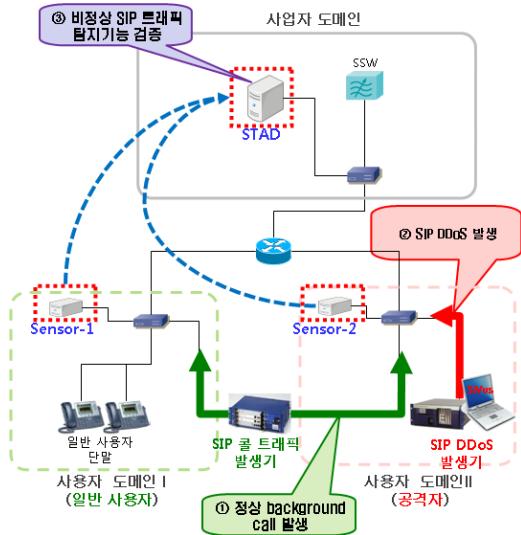 ③ 비정상 SIP 트래픽
탐지기능 검증
사업자 도메인
SSW
STAD
② SIP DDoS 발생
Sensor-1
Sensor-2
일반 사용자
단말
SIP 콜 트래픽
발생기
SIP DDoS
발생기
사용자 도메인 I
(일반 사용자)
사용자 도메인II
(공격자)
① 정상 background
call 발생